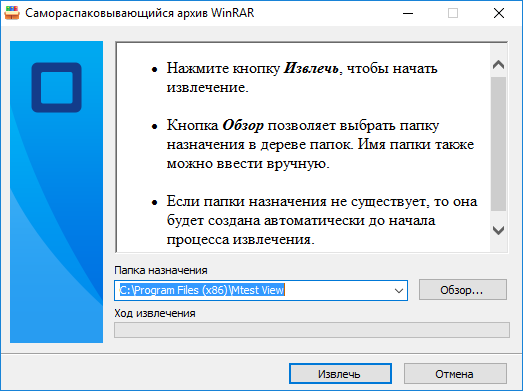 Самораспаковывающийся архив WinRAR
• Нажмите кнопку Извлечь, чтобы начать
извлечение.
• Кнопка Обзор позволяет выбрать папку
назначения в дереве папок. Имя папки также
можно ввести вручную.
• Если папки назначения не существует, то она
будет создана автоматически до начала
процесса извлечения.
Папка назначения
C:\Program Files (x86)\Mtest View
Обзор...
Ход извлечения
Извлечь
Отмена